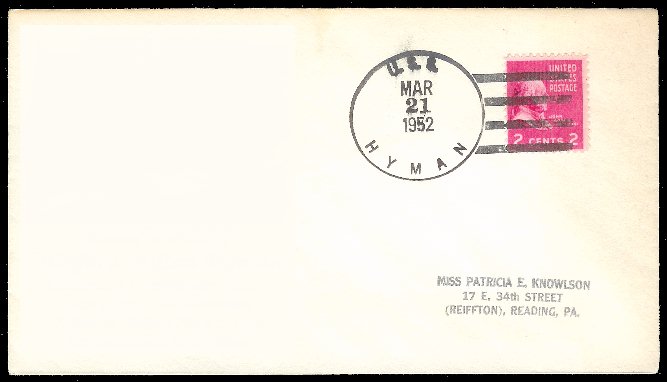 U.S.S.
MAR
21
1952
HYMAN
UNITED
STATES
POSTAGE
2 CENTS 2
MISS PATRICIA E. KNOWLSON
17 E. 34th STREET
(REIFFTON), READING, PA.